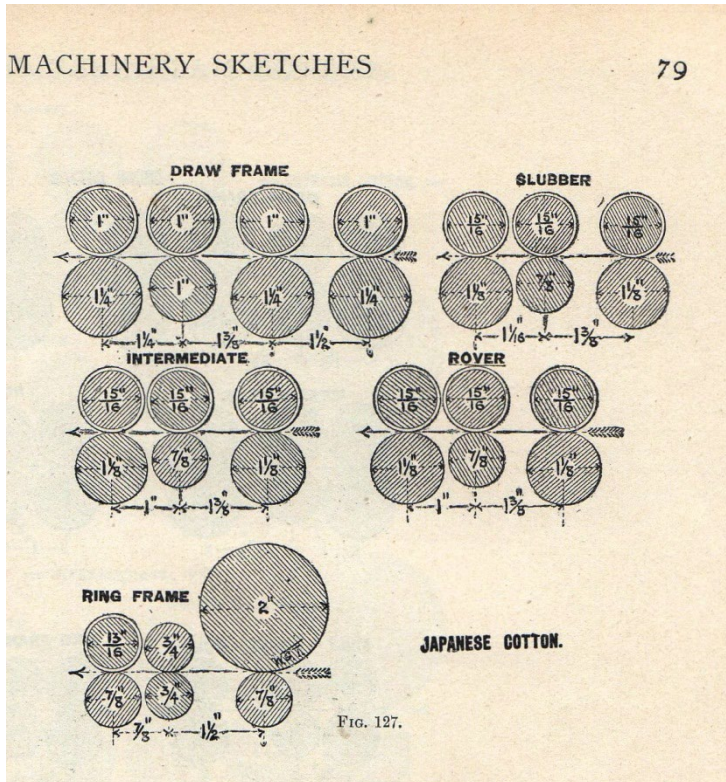 MACHINERY SKETCHES 79
DRAW FRAME
1" 1" 1" 1"
1¼" 1" 1¼" 1¼"
1¼" 1⅜" 1½"
SLUBBER
15/16" 15/16" 15/16"
1⅛" ⅞" 1⅛"
1 1/16" 1⅜"
INTERMEDIATE
15/16" 15/16" 15/16"
1⅛" ⅞" 1⅛"
1" 1⅜"
ROVER
15/16" 15/16" 15/16"
1⅛" ⅞" 1⅛"
1" 1⅜"
RING FRAME
13/16" ¾" 2"
⅞" ¾" ⅞"
⅞" 1½"
JAPANESE COTTON.
FIG. 127.